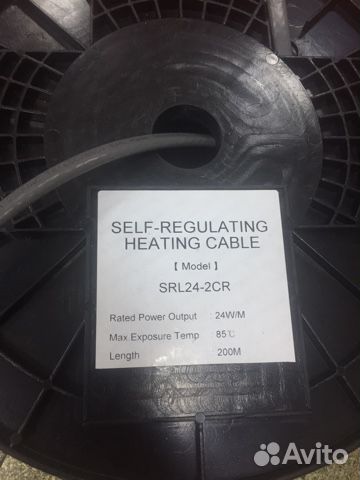 SELF-REGULATING
HEATING CABLE
【 Model 】
SRL24-2CR
Rated Power Output : 24W/M
Max.Exposure Temp : 85℃
Length : 200M
Avito